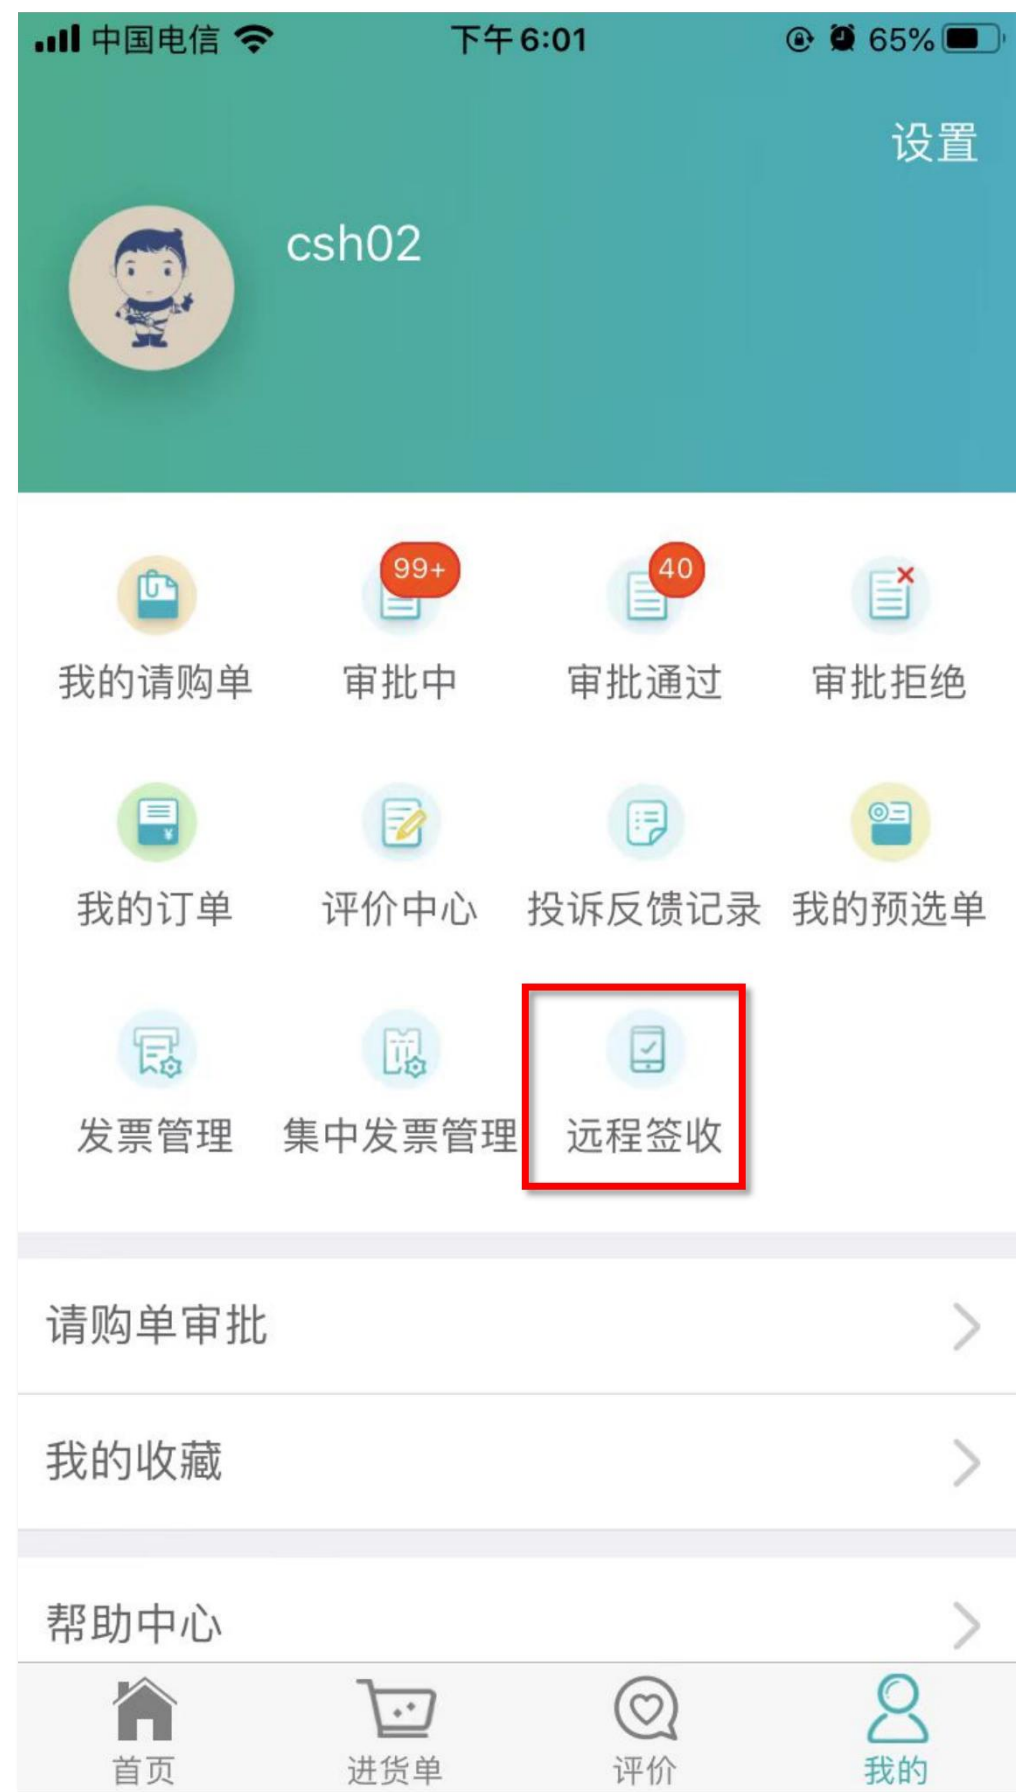 中国电信 下午6:01 65%
设置
csh02
99+ 40
我的请购单 审批中 审批通过 审批拒绝
我的订单 评价中心 投诉反馈记录 我的预选单
发票管理 集中发票管理 远程签收
请购单审批
我的收藏
帮助中心
首页 进货单 评价 我的